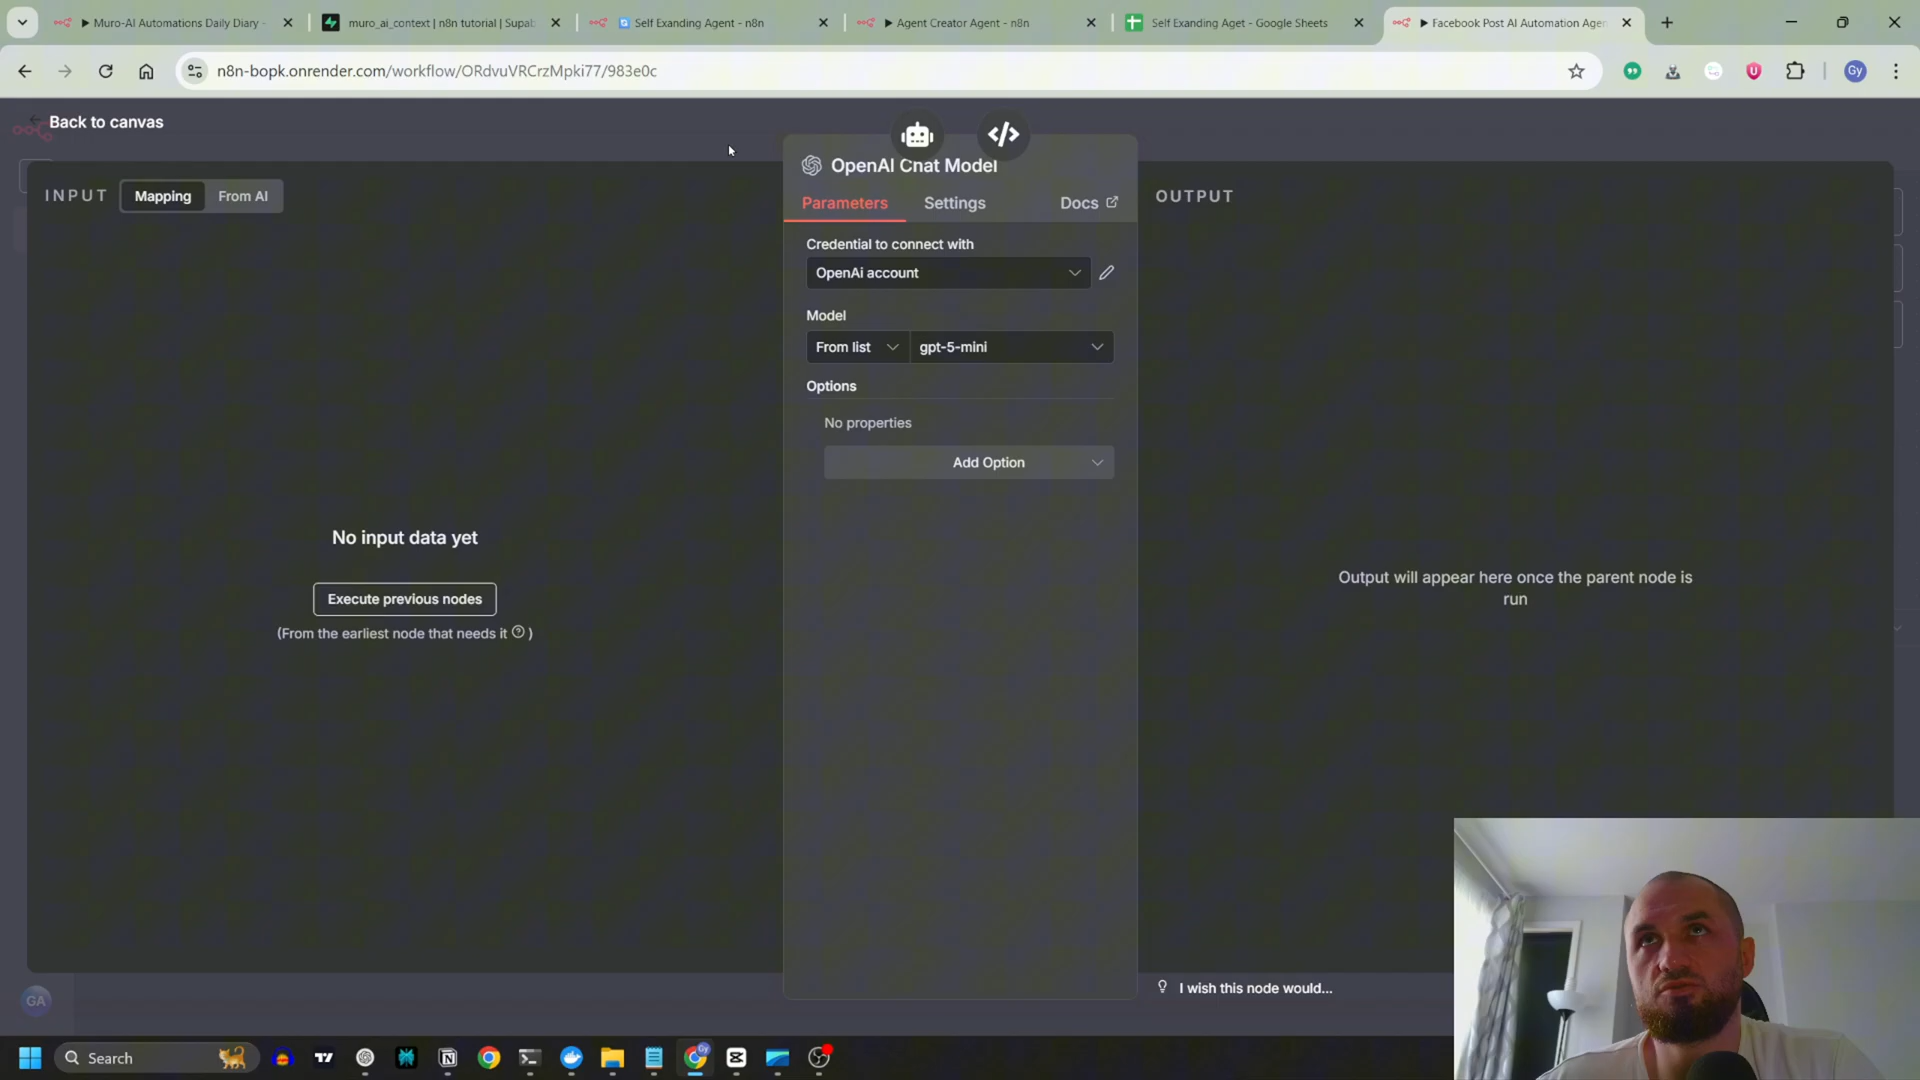 Muro-AI Automations Daily Diary -
muro_ai_context | n8n tutorial | Supab
Self Exanding Agent - n8n
Agent Creator Agent - n8n
Self Exanding Aget - Google Sheets
Facebook Post AI Automation Agen
n8n-bopk.onrender.com/workflow/ORdvuVRCrzMpki77/983e0c
Gy
Back to canvas
OpenAI Chat Model
INPUT
Mapping
From AI
Parameters
Settings
Docs
OUTPUT
Credential to connect with
OpenAi account
Model
From list
gpt-5-mini
Options
No properties
Add Option
No input data yet
Execute previous nodes
(From the earliest node that needs it ? )
Output will appear here once the parent node is
run
I wish this node would...
GA
Search